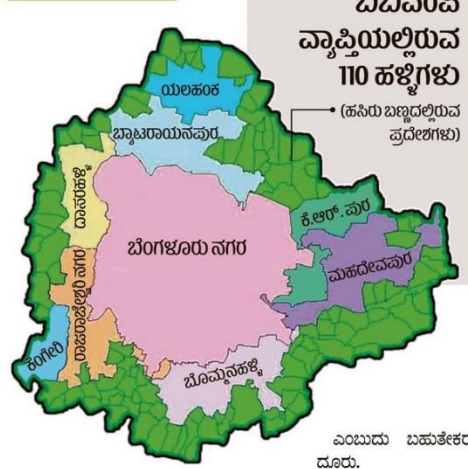 ಬಿಬಿಎಂಪಿ
ವ್ಯಾಪ್ತಿಯಲ್ಲಿರುವ
110 ಹಳ್ಳಿಗಳು
(ಹಸಿರು ಬಣ್ಣದಲ್ಲಿರುವ
ಪ್ರದೇಶಗಳು)
ಯಲಹಂಕ
ಬ್ಯಾಟರಾಯನಪುರ
ದಾಸರಹಳ್ಳಿ
ಕೆ.ಆರ್. ಪುರ
ಬೆಂಗಳೂರು ನಗರ
ಮಹದೇವಪುರ
ರಾಜರಾಜೇಶ್ವರಿ ನಗರ
ಕೆಂಗೇರಿ
ಬೊಮ್ಮನಹಳ್ಳಿ
ಎಂಬುದು ಬಹುತೇಕರ
ದೂರು.